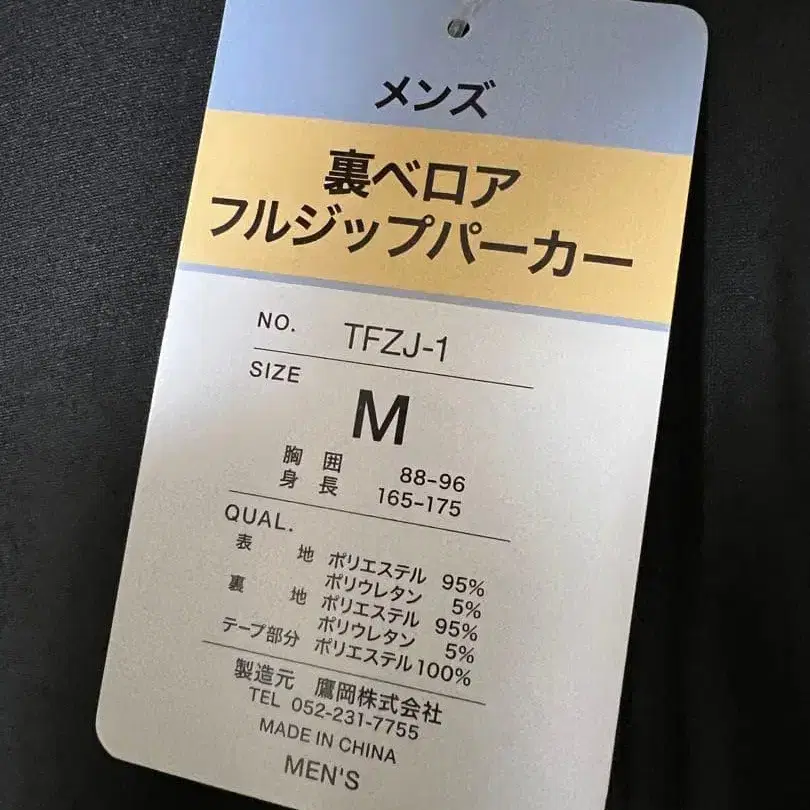 メンズ
裏ベロア
フルジップパーカー
NO. TFZJ-1
SIZE
M
胸囲 88-96
身長 165-175
QUAL.
表地 ポリエステル 95%
ポリウレタン 5%
裏地 ポリエステル 95%
ポリウレタン 5%
テープ部分 ポリエステル100%
製造元 鷹岡株式会社
TEL 052-231-7755
MADE IN CHINA
MEN'S